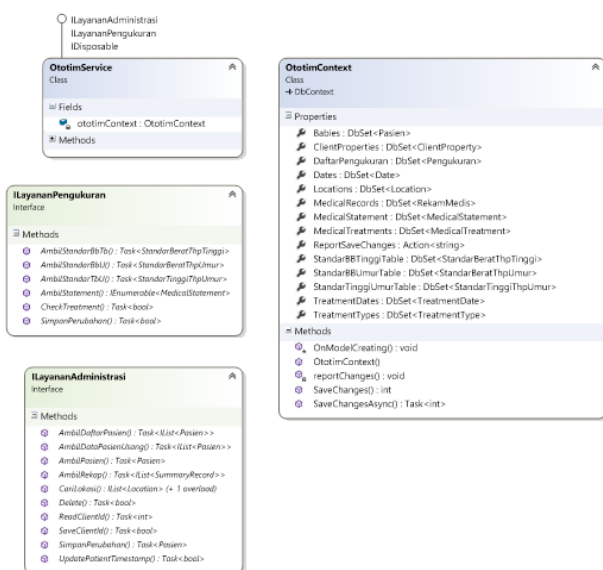 ILayananAdministrasi
ILayananPengukuran
IDisposable
OtotimService
Class
Fields
ototimContext : OtotimContext
Methods
ILayananPengukuran
Interface
Methods
AmbilStandarBbTb() : Task<StandarBeratThpTinggi>
AmbilStandarBbU() : Task<StandarBeratThpUmur>
AmbilStandarTbU() : Task<StandarTinggiThpUmur>
AmbilStatement() : IEnumerable<MedicalStatement>
CheckTreatment() : Task<bool>
SimpanPerubahan() : Task<bool>
ILayananAdministrasi
Interface
Methods
AmbilDaftarPasien() : Task<IList<Pasien>>
AmbilDataPasienUsang() : Task<IList<Pasien>>
AmbilPasien() : Task<Pasien>
AmbilRekap() : Task<IList<SummaryRecord>>
CariLokasi() : IList<Location> (+ 1 overload)
Delete() : Task<bool>
ReadClientId() : Task<int>
SaveClientId() : Task<bool>
SimpanPerubahan() : Task<Pasien>
UpdatePatientTimestamp() : Task<bool>
OtotimContext
Class
DbContext
Properties
Babies : DbSet<Pasien>
ClientProperties : DbSet<ClientProperty>
DaftarPengukuran : DbSet<Pengukuran>
Dates : DbSet<Date>
Locations : DbSet<Location>
MedicalRecords : DbSet<RekamMedis>
MedicalStatement : DbSet<MedicalStatement>
MedicalTreatments : DbSet<MedicalTreatment>
ReportSaveChanges : Action<string>
StandarBBTinggiTable : DbSet<StandarBeratThpTinggi>
StandarBBUmurTable : DbSet<StandarBeratThpUmur>
StandarTinggiUmurTable : DbSet<StandarTinggiThpUmur>
TreatmentDates : DbSet<TreatmentDate>
TreatmentTypes : DbSet<TreatmentType>
Methods
OnModelCreating() : void
OtotimContext()
reportChanges() : void
SaveChanges() : int
SaveChangesAsync() : Task<int>